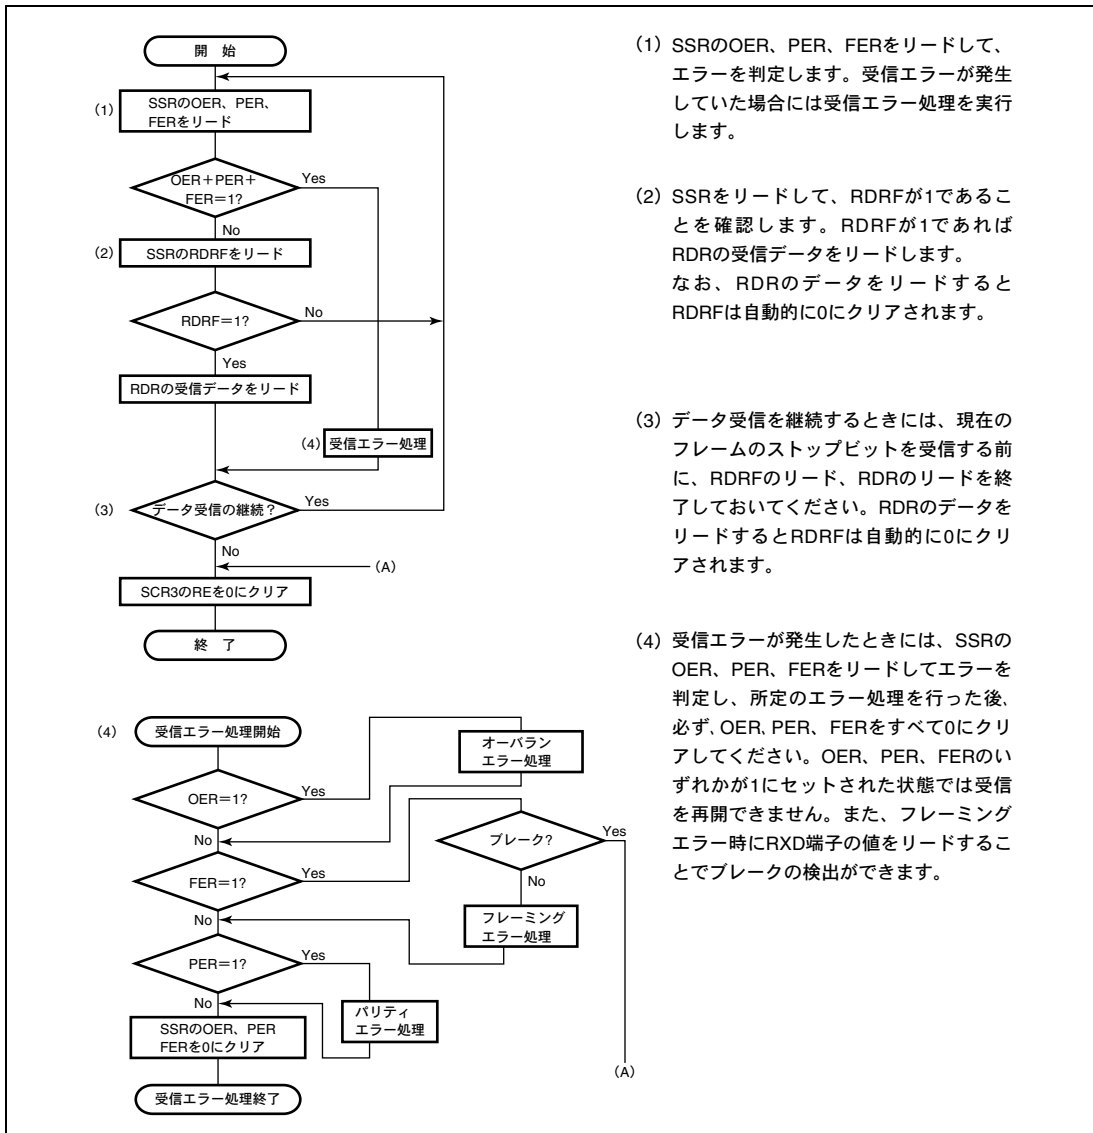 開 始
(1)
SSRのOER、PER、
FERをリード
OER＋PER＋
FER＝1?
Yes
No
(2)
SSRのRDRFをリード
RDRF＝1?
No
Yes
RDRの受信データをリード
(4)
受信エラー処理
(3)
データ受信の継続？
Yes
No
(A)
SCR3のREを0にクリア
終 了
(4)
受信エラー処理開始
オーバラン
エラー処理
OER＝1?
Yes
No
ブレーク?
Yes
FER＝1?
Yes
No
No
フレーミング
エラー処理
PER＝1?
Yes
No
パリティ
エラー処理
SSRのOER、PER
FERを0にクリア
(A)
受信エラー処理終了
(1) SSRのOER、PER、FERをリードして、
エラーを判定します。受信エラーが発生
していた場合には受信エラー処理を実行
します。
(2) SSRをリードして、RDRFが1であるこ
とを確認します。RDRFが1であれば
RDRの受信データをリードします。
なお、RDRのデータをリードすると
RDRFは自動的に0にクリアされます。
(3) データ受信を継続するときには、現在の
フレームのストップビットを受信する前
に、RDRFのリード、RDRのリードを終
了しておいてください。RDRのデータを
リードするとRDRFは自動的に0にクリ
アされます。
(4) 受信エラーが発生したときには、SSRの
OER、PER、FERをリードしてエラーを
判定し、所定のエラー処理を行った後、
必ず、OER、PER、FERをすべて0にクリ
アしてください。OER、PER、FERのい
ずれかが1にセットされた状態では受信
を再開できません。また、フレーミング
エラー時にRXD端子の値をリードするこ
とでブレークの検出ができます。